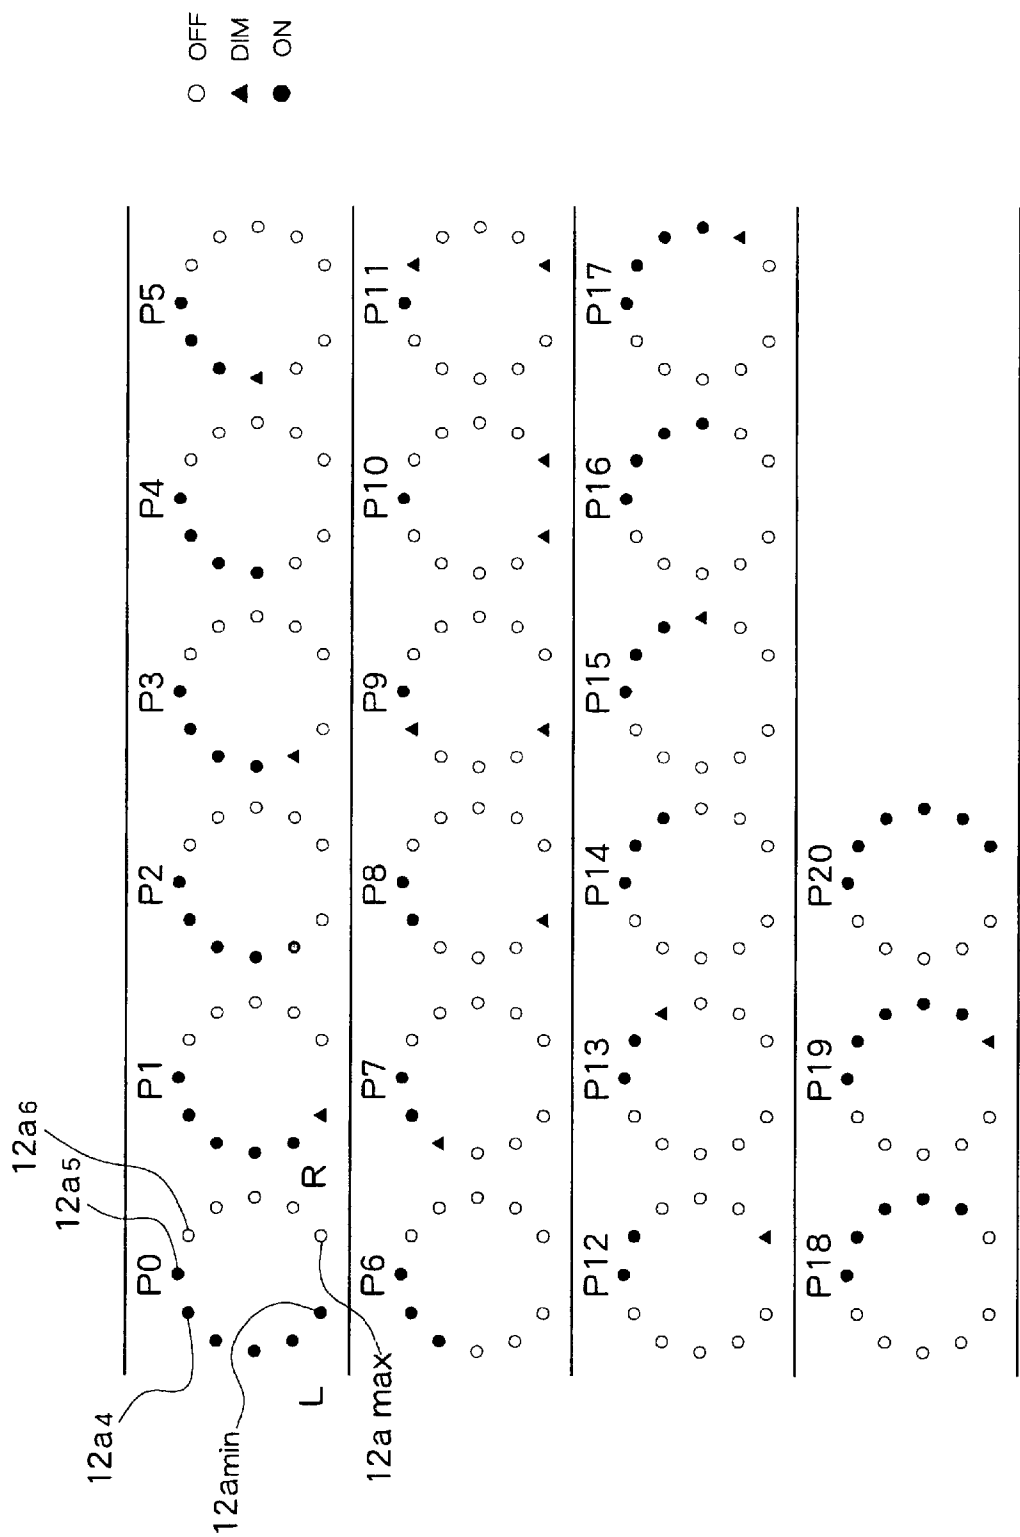 OFF
DIM
ON
P0 P1 P2 P3 P4 P5
12a4 12a5 12a6
12amin
12a max
L R
P6 P7 P8 P9 P10 P11
P12 P13 P14 P15 P16 P17
P18 P19 P20